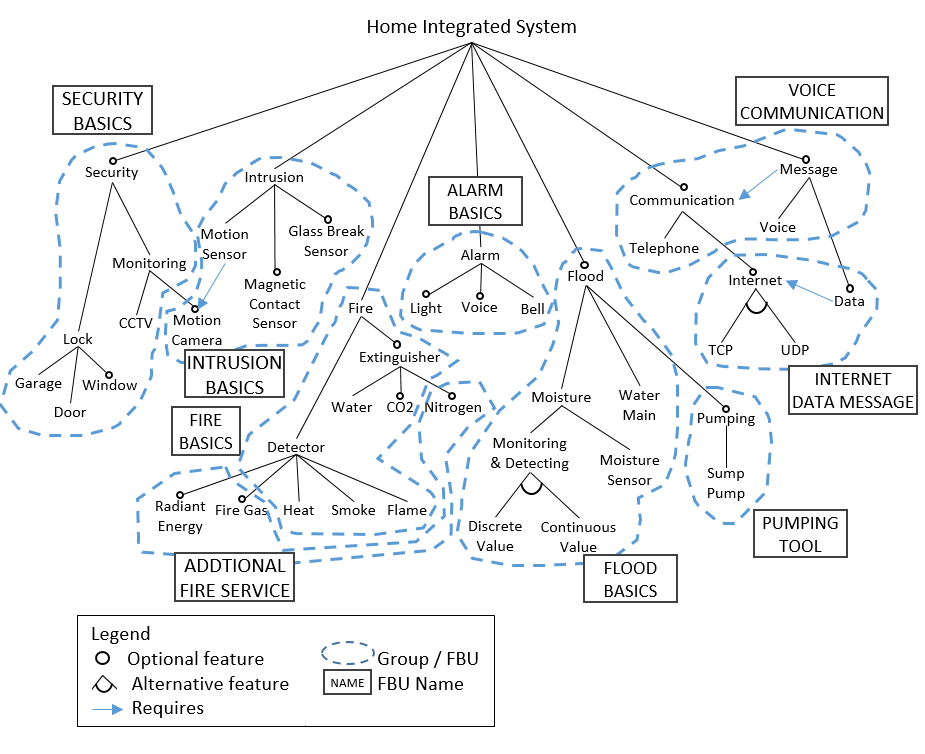 Home Integrated System
SECURITY
BASICS
VOICE
COMMUNICATION
Security
Intrusion
ALARM
BASICS
Message
Communication
Motion
Sensor
Glass Break
Sensor
Voice
Telephone
Monitoring
Alarm
Flood
Internet
Magnetic
Contact
Sensor
Light
Voice
Bell
Data
CCTV
Motion
Camera
Fire
Lock
TCP
UDP
INTRUSION
BASICS
Extinguisher
Garage
Window
Door
INTERNET
DATA MESSAGE
Water
CO2
Nitrogen
Moisture
Water
Main
Pumping
FIRE
BASICS
Detector
Monitoring
& Detecting
Moisture
Sensor
Sump
Pump
Radiant
Energy
Fire Gas
Heat
Smoke
Flame
Discrete
Value
Continuous
Value
PUMPING
TOOL
ADDTIONAL
FIRE SERVICE
FLOOD
BASICS
Legend
Optional feature
Group / FBU
Alternative feature
NAME
FBU Name
Requires